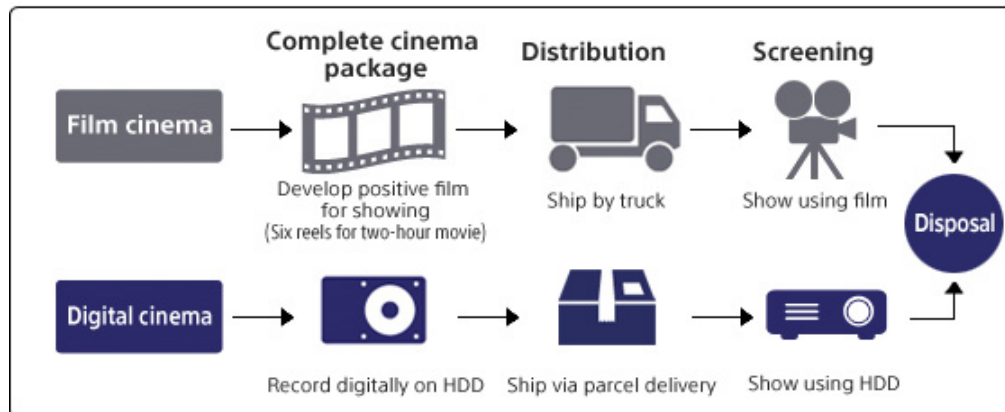 Complete cinema
package
Distribution
Screening
Film cinema
Develop positive film
for showing
(Six reels for two-hour movie)
Ship by truck
Show using film
Disposal
Digital cinema
Record digitally on HDD
Ship via parcel delivery
Show using HDD